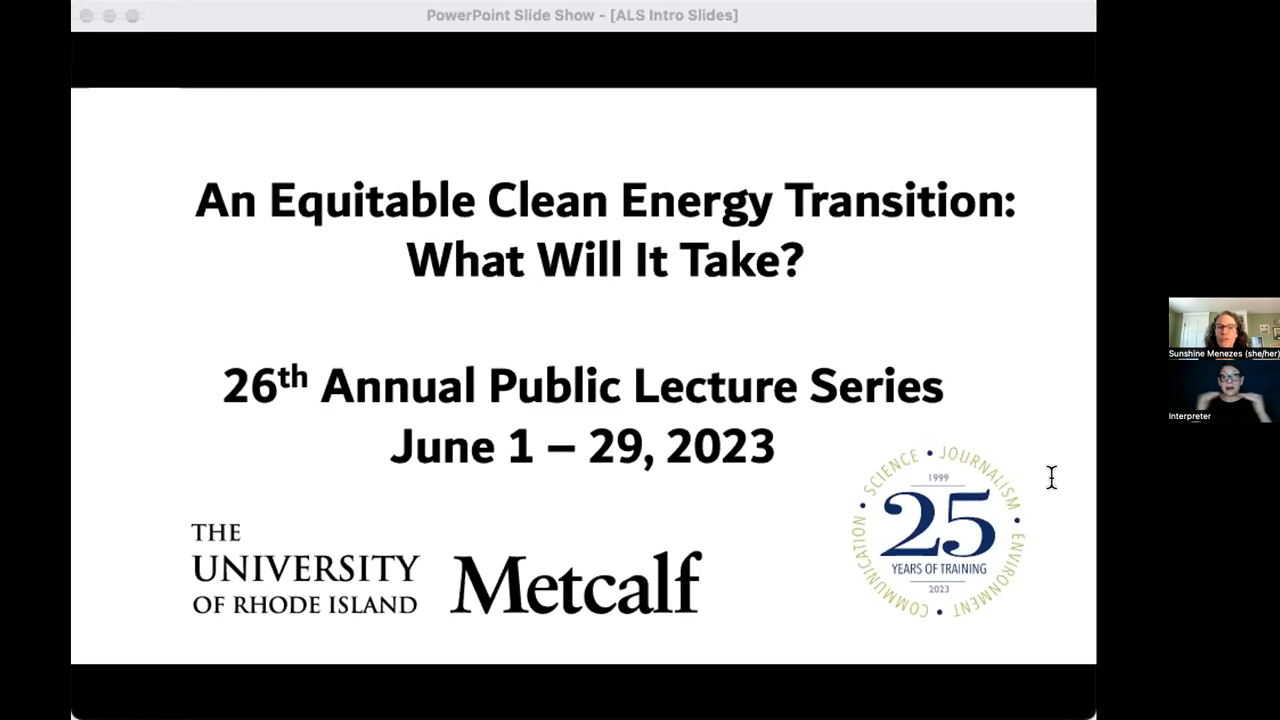 PowerPoint Slide Show - [ALS Intro Slides]
An Equitable Clean Energy Transition:
What Will It Take?
26th Annual Public Lecture Series
June 1 – 29, 2023
THE
UNIVERSITY
OF RHODE ISLAND
Metcalf
COMMUNICATION • SCIENCE • JOURNALISM • ENVIRONMENT •
1999
25
YEARS OF TRAINING
2023
Sunshine Menezes (she/her)
Interpreter